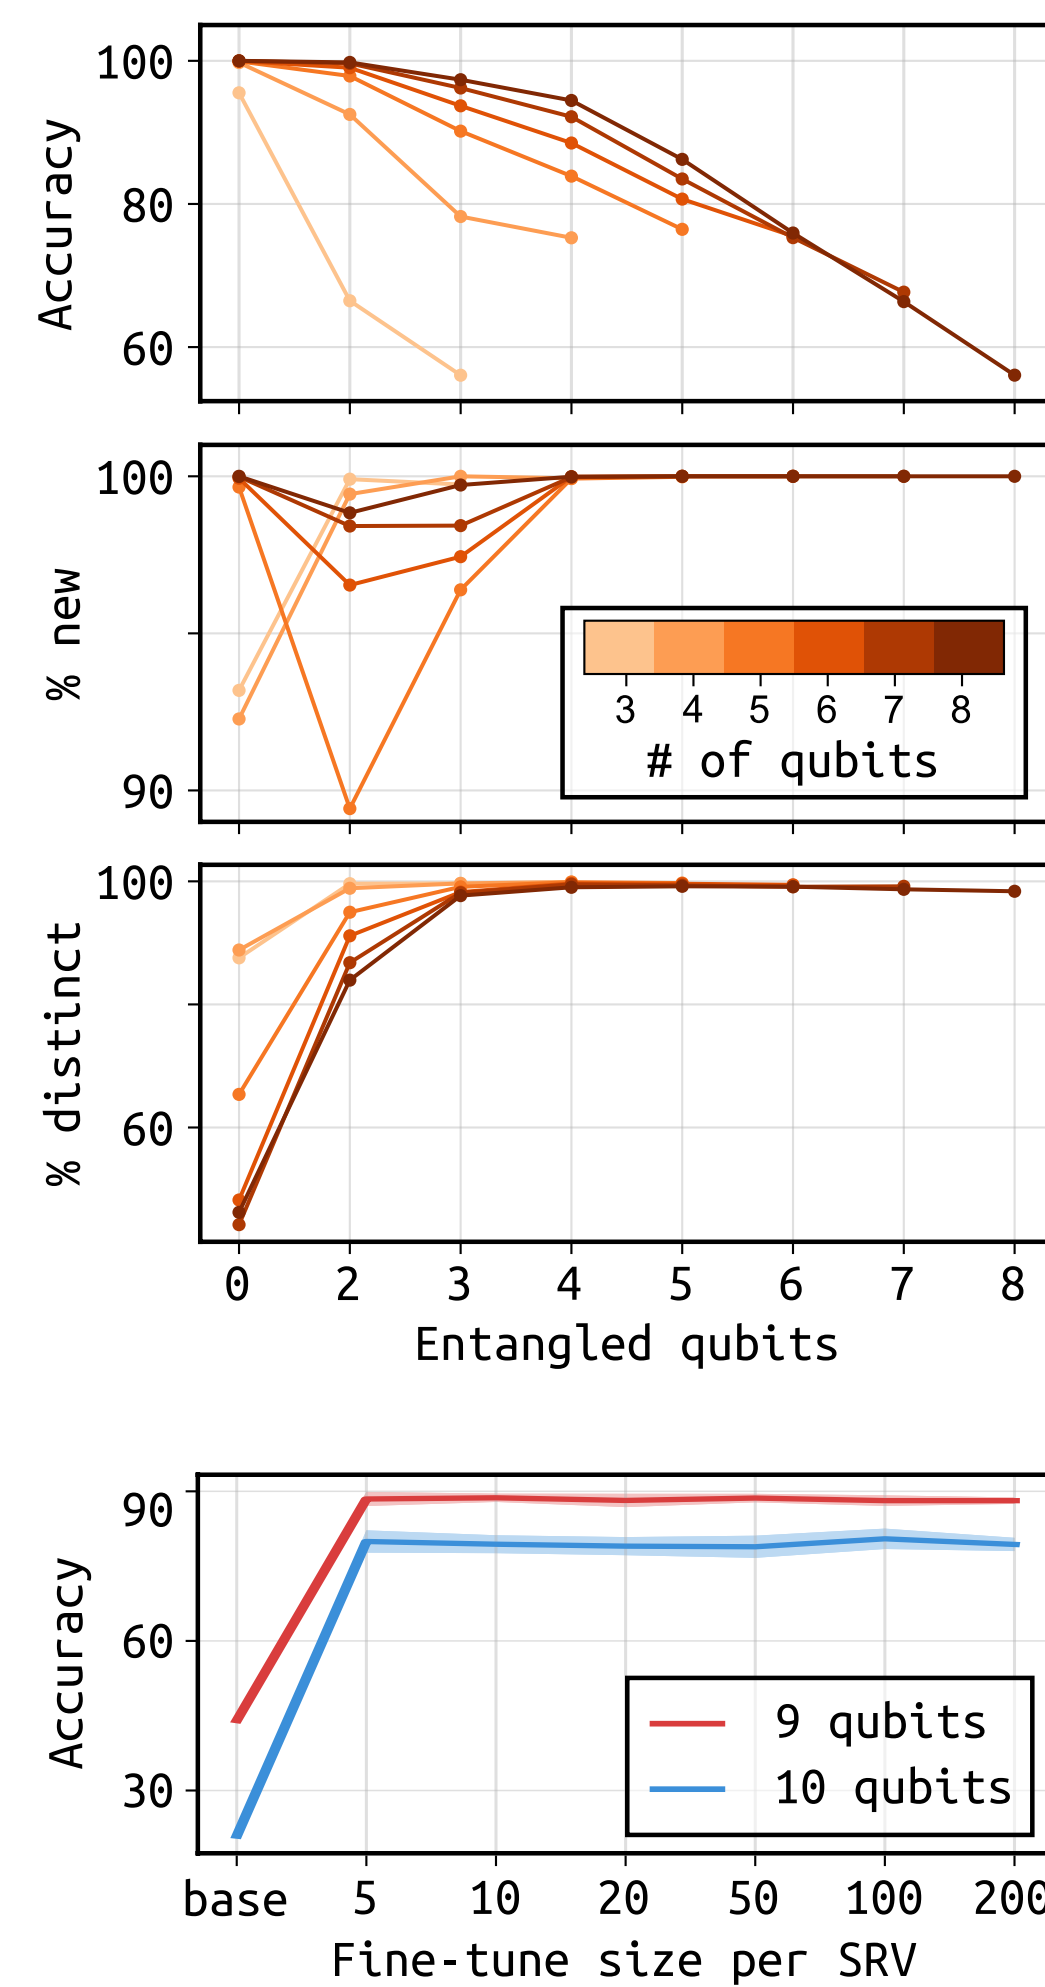 Accuracy
100
80
60
% new
100
90
3 4 5 6 7 8
# of qubits
% distinct
100
60
0 2 3 4 5 6 7 8
Entangled qubits
Accuracy
90
60
30
9 qubits
10 qubits
base 5 10 20 50 100 200
Fine-tune size per SRV